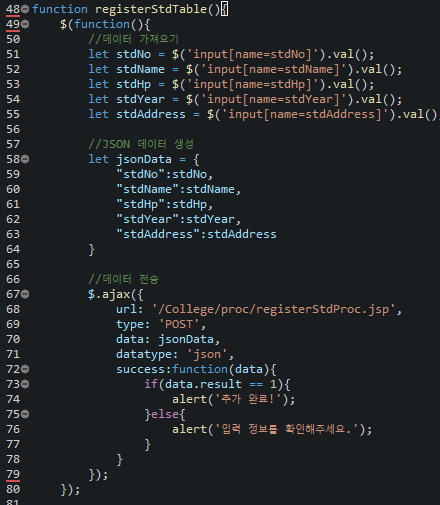 48 function registerStdTable(){
49 $(function(){
50 //데이터 가져오기
51 let stdNo = $('input[name=stdNo]').val();
52 let stdName = $('input[name=stdName]').val();
53 let stdHp = $('input[name=stdHp]').val();
54 let stdYear = $('input[name=stdYear]').val();
55 let stdAddress = $('input[name=stdAddress]').val()
56
57 //JSON 데이터 생성
58 let jsonData = {
59 "stdNo":stdNo,
60 "stdName":stdName,
61 "stdHp":stdHp,
62 "stdYear":stdYear,
63 "stdAddress":stdAddress
64 }
65
66 //데이터 전송
67 $.ajax({
68 url: '/College/proc/registerStdProc.jsp',
69 type: 'POST',
70 data: jsonData,
71 datatype: 'json',
72 success:function(data){
73 if(data.result == 1){
74 alert('추가 완료!');
75 }else{
76 alert('입력 정보를 확인해주세요.');
77 }
78 }
79 });
80 });
81